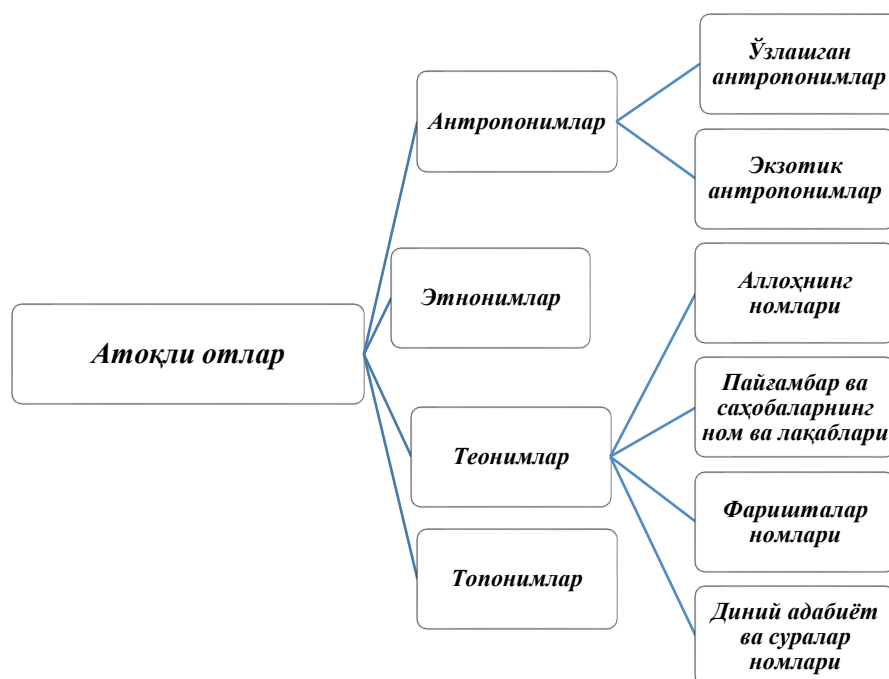 Ўзлашган
антропонимлар
Антропонимлар
Экзотик
антропонимлар
Этнонимлар
Аллоҳнинг
номлари
Атоқли отлар
Пайғамбар ва
саҳобаларнинг
ном ва лақаблари
Теонимлар
Фаришталар
номлари
Топонимлар
Диний адабиёт
ва суралар
номлари